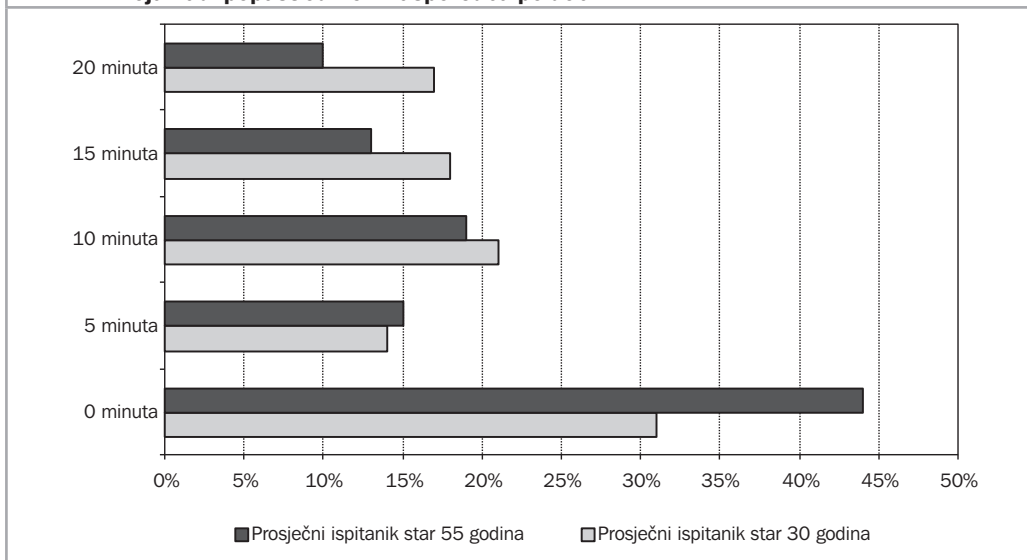 20 minuta
15 minuta
10 minuta
5 minuta
0 minuta
0% 5% 10% 15% 20% 25% 30% 35% 40% 45% 50%
Prosječni ispitanik star 55 godina Prosječni ispitanik star 30 godina